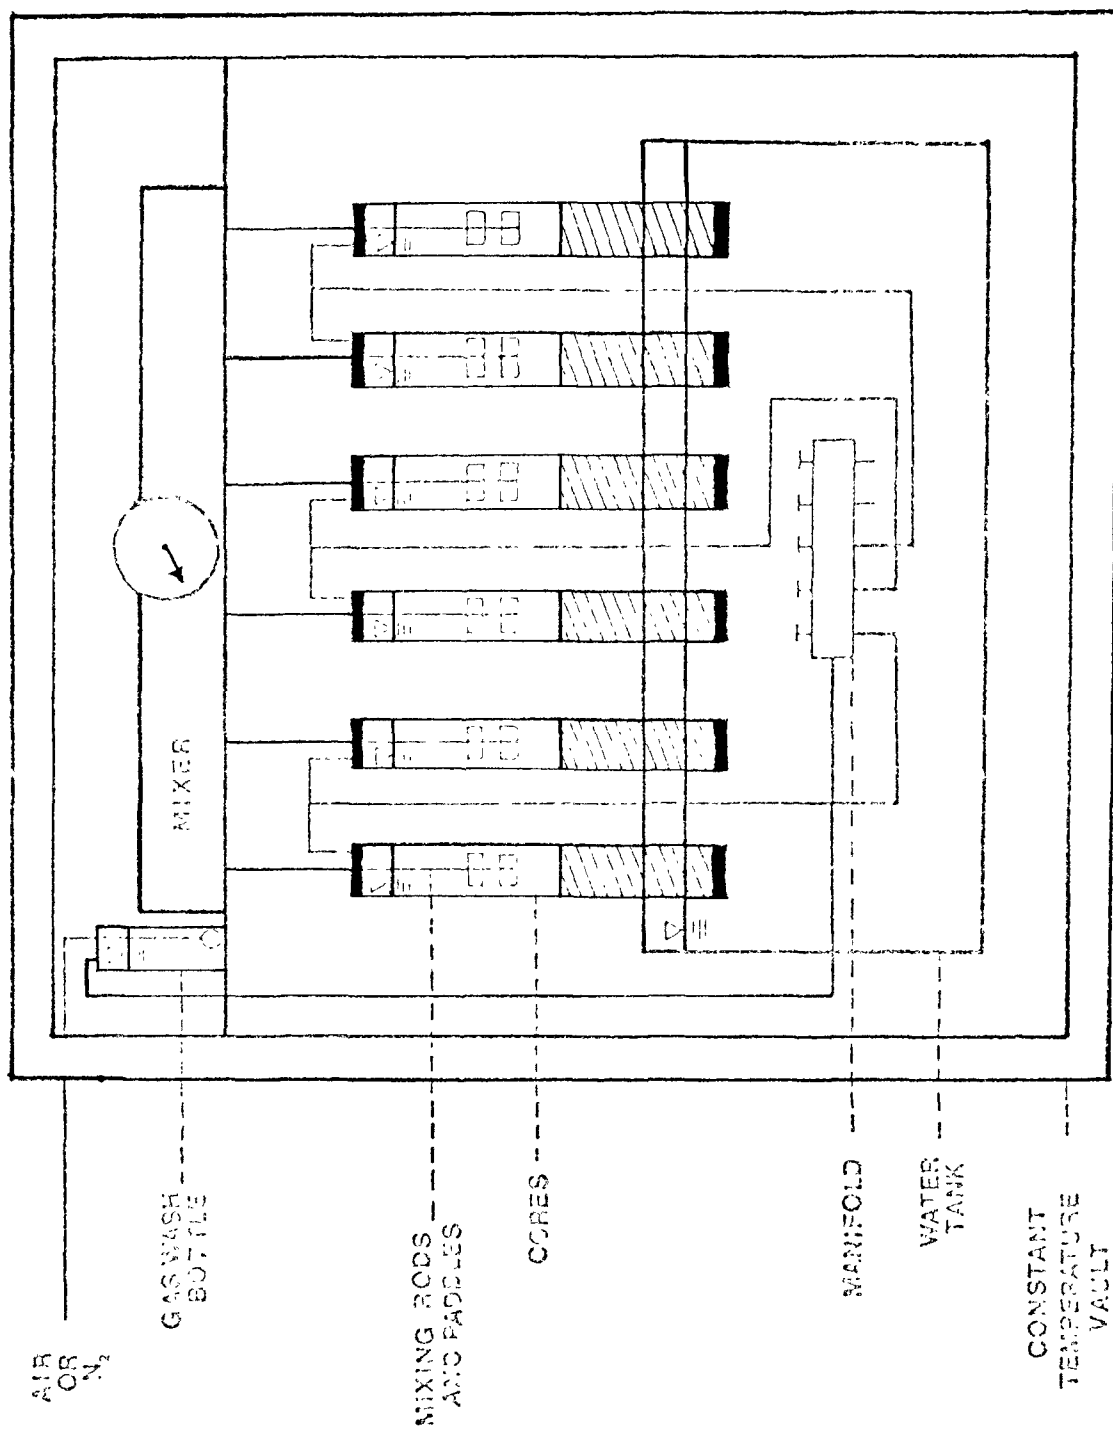 AIR
OR
N₂
GAS WASH
BOTTLE
MIXING RODS
AND PADDLES
CORES
MANIFOLD
WATER
TANK
CONSTANT
TEMPERATURE
VAULT
MIXER